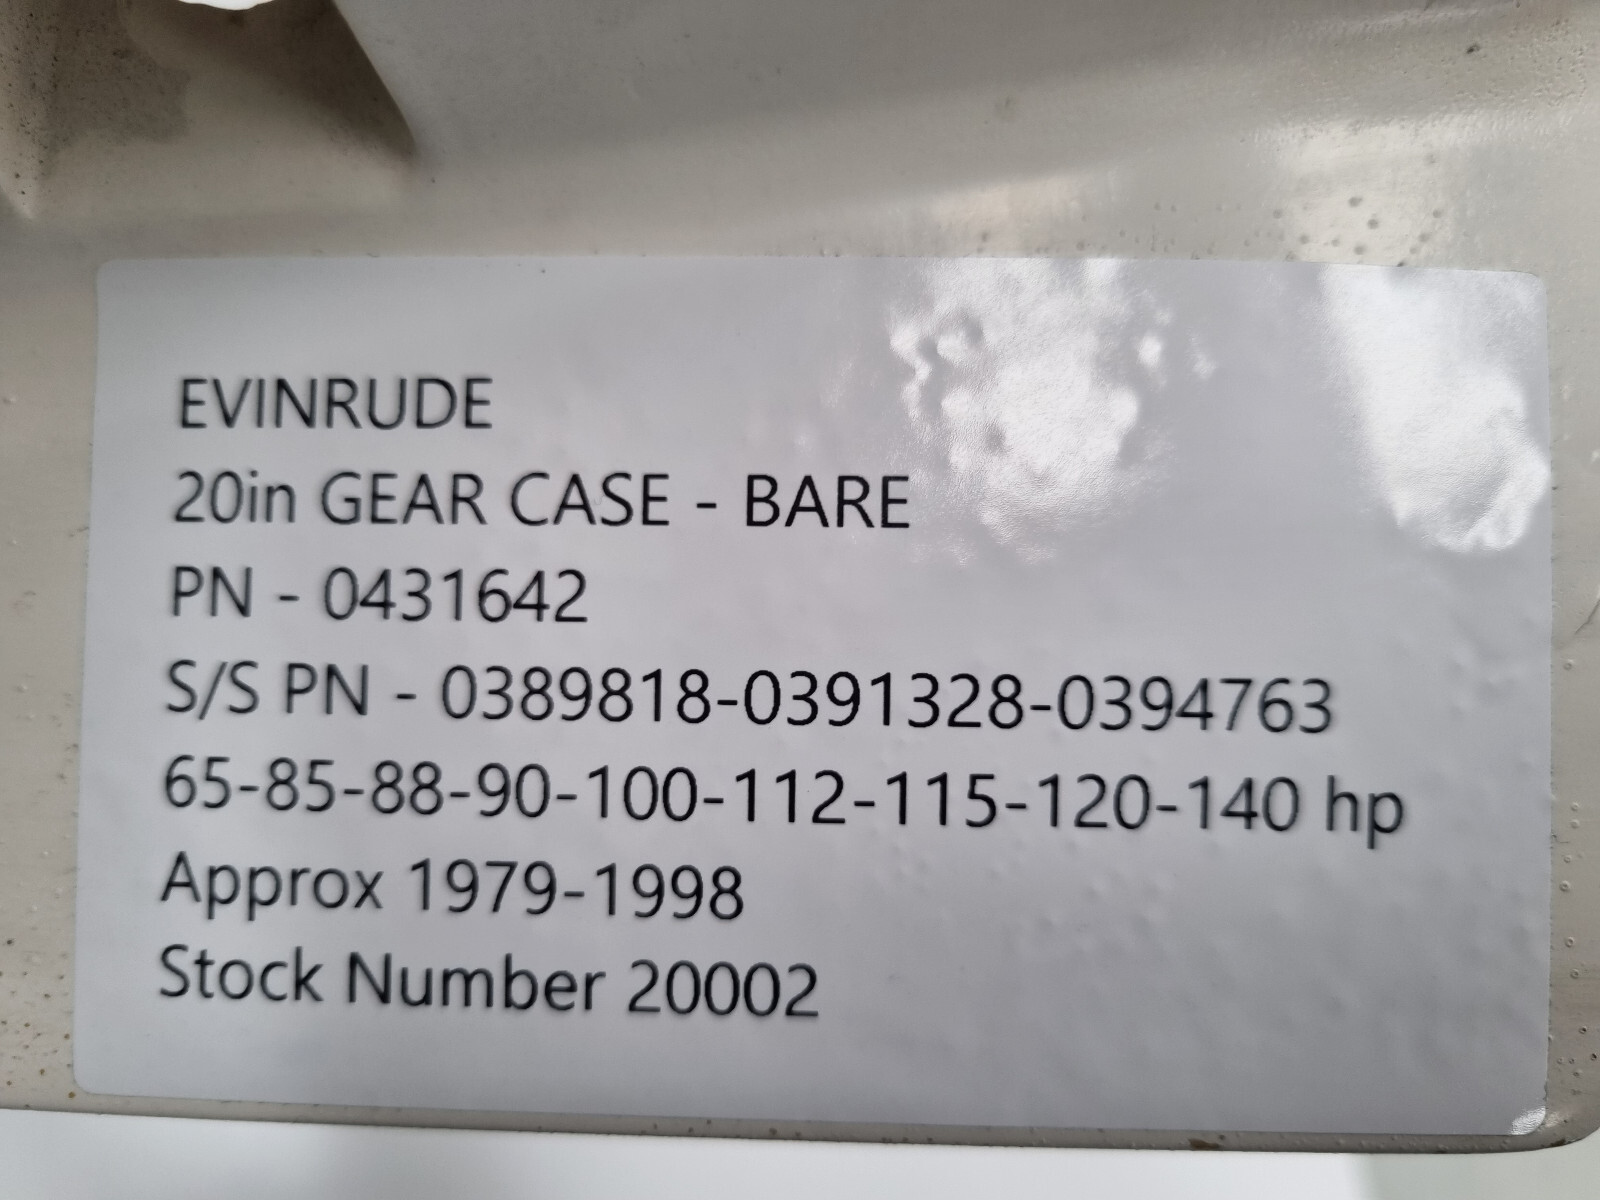 EVINRUDE
20in GEAR CASE - BARE
PN - 0431642
S/S PN - 0389818-0391328-0394763
65-85-88-90-100-112-115-120-140 hp
Approx 1979-1998
Stock Number 20002